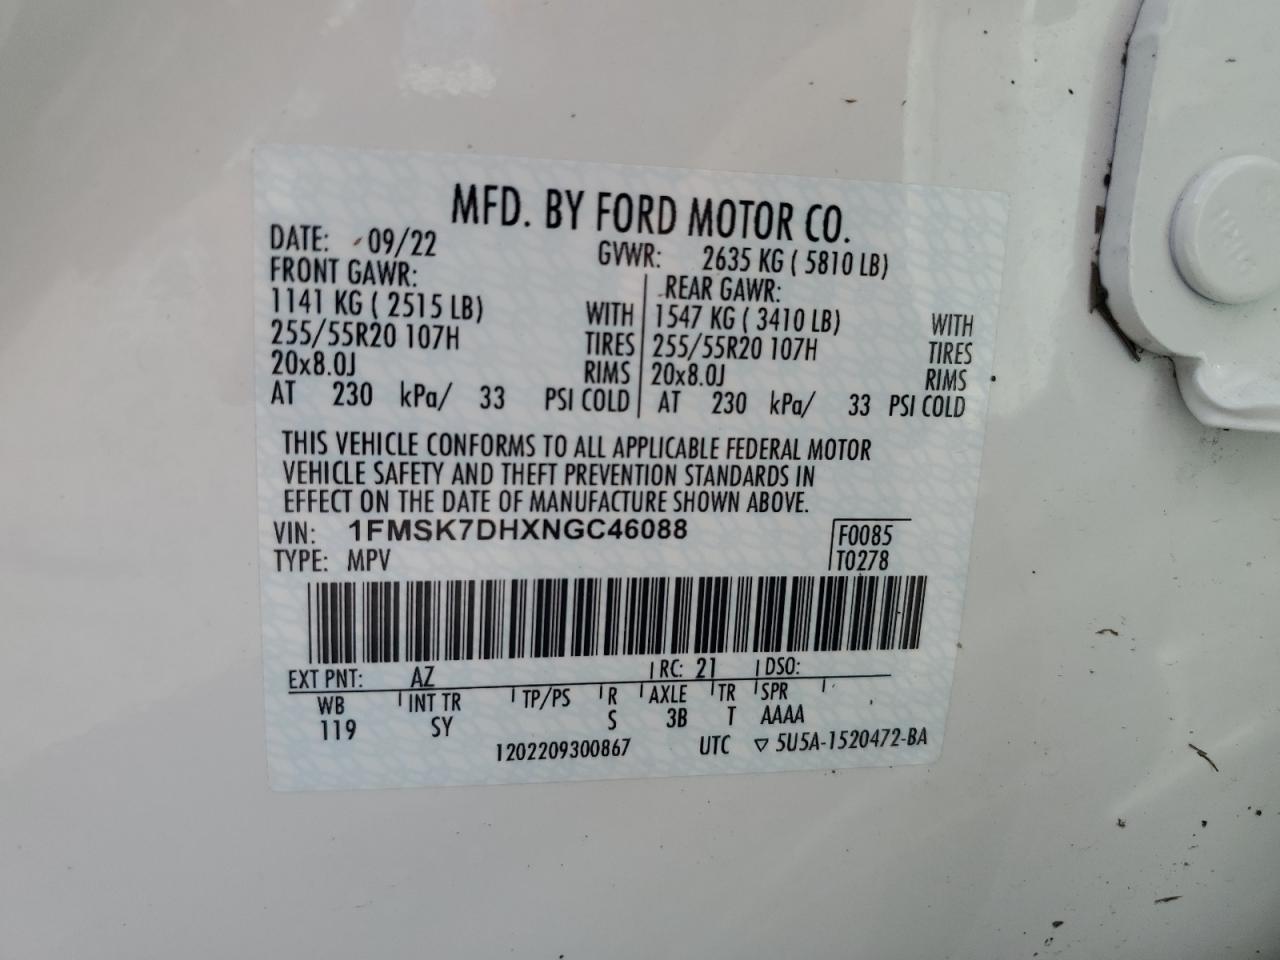 MFD. BY FORD MOTOR CO.
DATE: 09/22 GVWR: 2635 KG ( 5810 LB)
FRONT GAWR: REAR GAWR:
1141 KG ( 2515 LB) WITH 1547 KG ( 3410 LB) WITH
255/55R20 107H TIRES 255/55R20 107H TIRES
20x8.0J RIMS 20x8.0J RIMS
AT 230 kPa/ 33 PSI COLD AT 230 kPa/ 33 PSI COLD
THIS VEHICLE CONFORMS TO ALL APPLICABLE FEDERAL MOTOR
VEHICLE SAFETY AND THEFT PREVENTION STANDARDS IN
EFFECT ON THE DATE OF MANUFACTURE SHOWN ABOVE.
VIN: 1FMSK7DHXNGC46088 F0085
TYPE: MPV T0278
EXT PNT: AZ RC: 21 DSO:
WB INT TR TP/PS R AXLE TR SPR
119 SY S 3B T AAAA
1202209300867 UTC ▽ 5U5A-1520472-BA